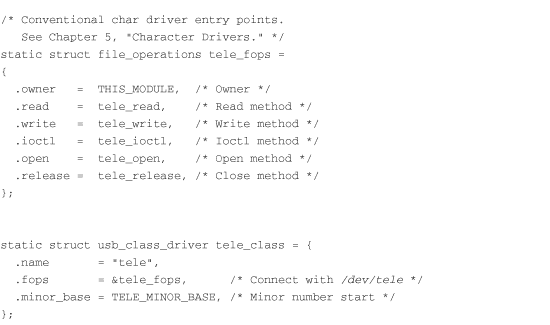 /* Conventional char driver entry points.
   See Chapter 5, "Character Drivers." */
static struct file_operations tele_fops =
{
  .owner   =  THIS_MODULE,  /* Owner */
  .read    =  tele_read,    /* Read method */
  .write   =  tele_write,   /* Write method */
  .ioctl   =  tele_ioctl,   /* Ioctl method */
  .open    =  tele_open,    /* Open method */
  .release =  tele_release, /* Close method */
};
static struct usb_class_driver tele_class = {
  .name       = "tele",
  .fops       = &tele_fops,       /* Connect with /dev/tele */
  .minor_base = TELE_MINOR_BASE, /* Minor number start */
};